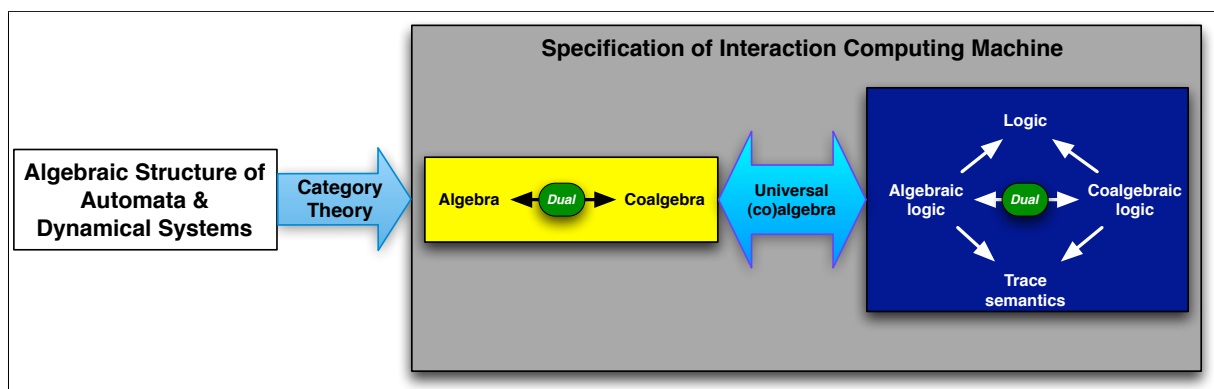 Specification of Interaction Computing Machine
Algebraic Structure of
Automata &
Dynamical Systems
Category
Theory
Algebra
Dual
Coalgebra
Universal
(co)algebra
Logic
Algebraic
logic
Dual
Coalgebraic
logic
Trace
semantics